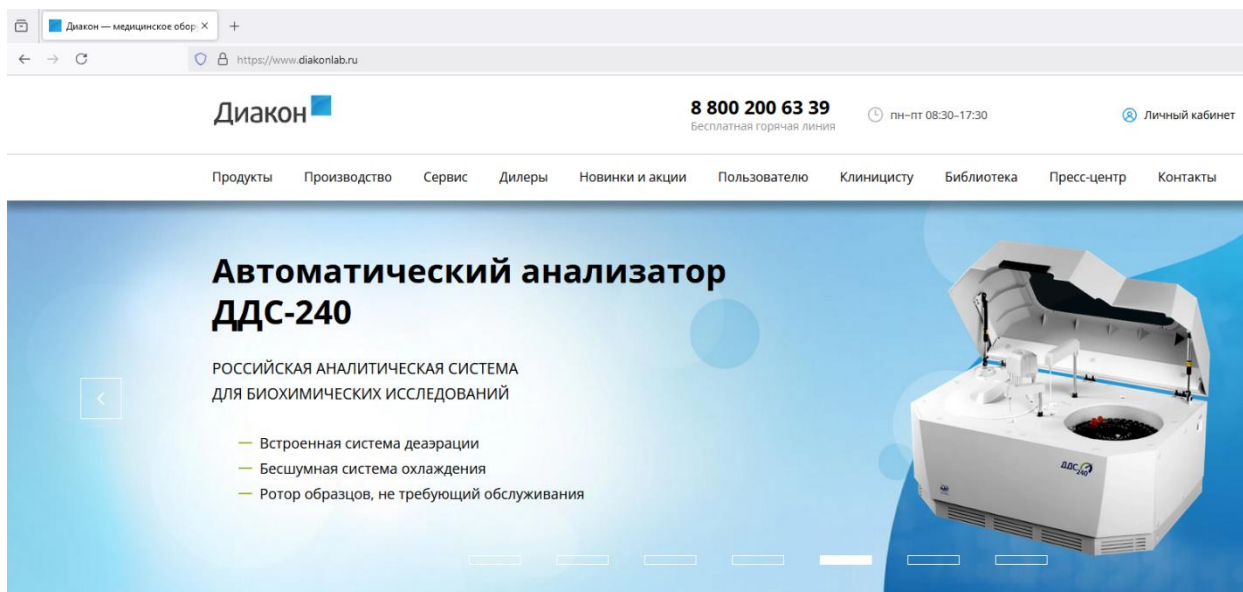 Диакон — медицинское обор
https://www.diakonlab.ru
Диакон
8 800 200 63 39
Бесплатная горячая линия
пн–пт 08:30–17:30
Личный кабинет
Продукты Производство Сервис Дилеры Новинки и акции Пользователю Клиницисту Библиотека Пресс-центр Контакты
Автоматический анализатор
ДДС-240
РОССИЙСКАЯ АНАЛИТИЧЕСКАЯ СИСТЕМА
ДЛЯ БИОХИМИЧЕСКИХ ИССЛЕДОВАНИЙ
— Встроенная система деаэрации
— Бесшумная система охлаждения
— Ротор образцов, не требующий обслуживания
ДДС
240